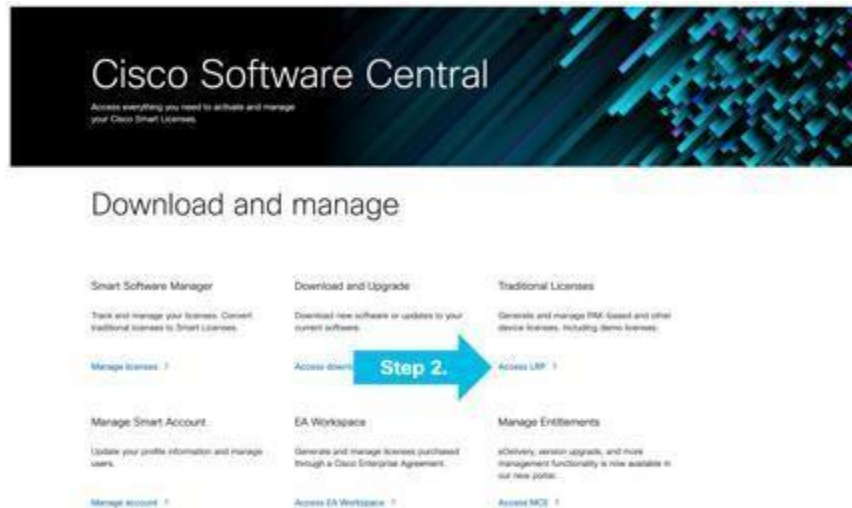 Cisco Software Central
Access everything you need to activate and manage
your Cisco Smart Licenses.
Download and manage
Smart Software Manager
Track and manage your licenses. Convert
traditional licenses to Smart Licenses.
Manage licenses
Download and Upgrade
Download new software or updates to your
current software.
Access downl
Traditional Licenses
Generate and manage PAK-based and other
device licenses, including demo licenses.
Step 2.
Access LRP
Manage Smart Account
Update your profile information and manage
users.
Manage account
EA Workspace
Generate and manage licenses purchased
through a Cisco Enterprise Agreement.
Access EA Workspace
Manage Entitlements
eDelivery, version upgrade, and more
management functionality is now available in
our new portal.
Access MCE